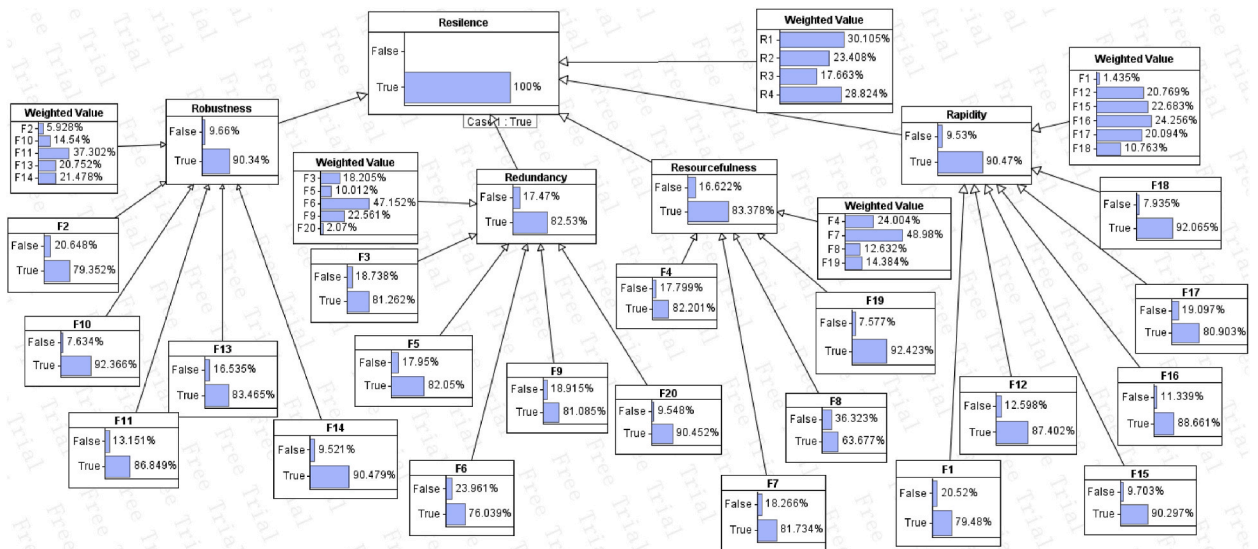 Resilence
False
True
100%
Case 1 : True
Weighted Value
R1 30.105%
R2 23.408%
R3 17.663%
R4 28.824%
Weighted Value
F1 1.435%
F12 20.769%
F15 22.683%
F16 24.256%
F17 20.094%
F18 10.763%
Weighted Value
F2 5.928%
F10 14.54%
F11 37.302%
F13 20.752%
F14 21.478%
Robustness
False 9.66%
True 90.34%
Rapidity
False 9.53%
True 90.47%
Weighted Value
F3 18.205%
F5 10.012%
F6 47.152%
F9 22.561%
F20 2.07%
Redundancy
False 17.47%
True 82.53%
Resourcefulness
False 16.622%
True 83.378%
Weighted Value
F4 24.004%
F7 48.98%
F8 12.632%
F19 14.384%
F18
False 7.935%
True 92.065%
F2
False 20.648%
True 79.352%
F3
False 18.738%
True 81.262%
F4
False 17.799%
True 82.201%
F19
False 7.577%
True 92.423%
F17
False 19.097%
True 80.903%
F10
False 7.634%
True 92.366%
F13
False 16.535%
True 83.465%
F5
False 17.95%
True 82.05%
F9
False 18.915%
True 81.085%
F20
False 9.548%
True 90.452%
F8
False 36.323%
True 63.677%
F12
False 12.598%
True 87.402%
F16
False 11.339%
True 88.661%
F11
False 13.151%
True 86.849%
F14
False 9.521%
True 90.479%
F6
False 23.961%
True 76.039%
F7
False 18.266%
True 81.734%
F1
False 20.52%
True 79.48%
F15
False 9.703%
True 90.297%
Free Trial